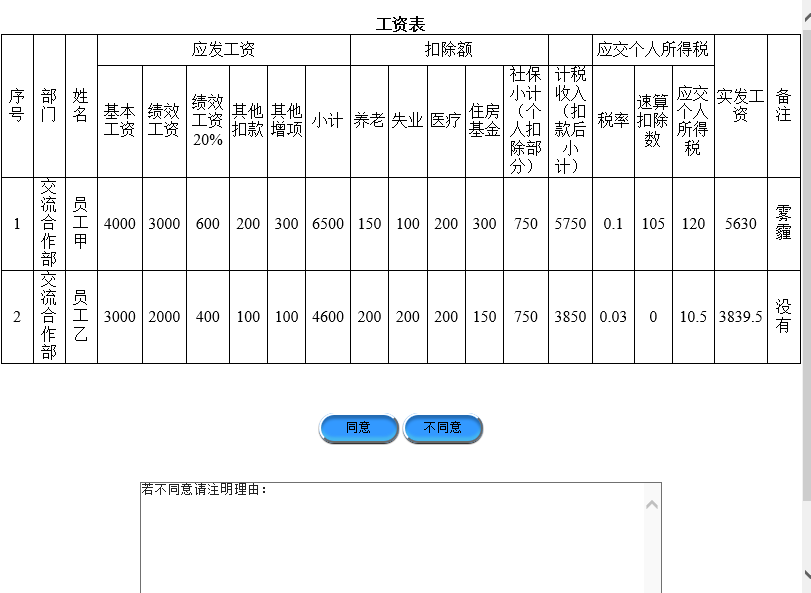 工资表
序号 部门 姓名 应发工资 扣除额 应交个人所得税 实发工资 备注
基本工资 绩效工资 绩效工资20% 其他扣款 其他增项 小计 养老 失业 医疗 住房基金 社保小计（个人扣除部分） 计税收入（扣款后小计） 税率 速算扣除数 应交个人所得税
1 交流合作部 员工甲 4000 3000 600 200 300 6500 150 100 200 300 750 5750 0.1 105 120 5630 雾霾
2 交流合作部 员工乙 3000 2000 400 100 100 4600 200 200 200 150 750 3850 0.03 0 10.5 3839.5 没有
同意 不同意
若不同意请注明理由：